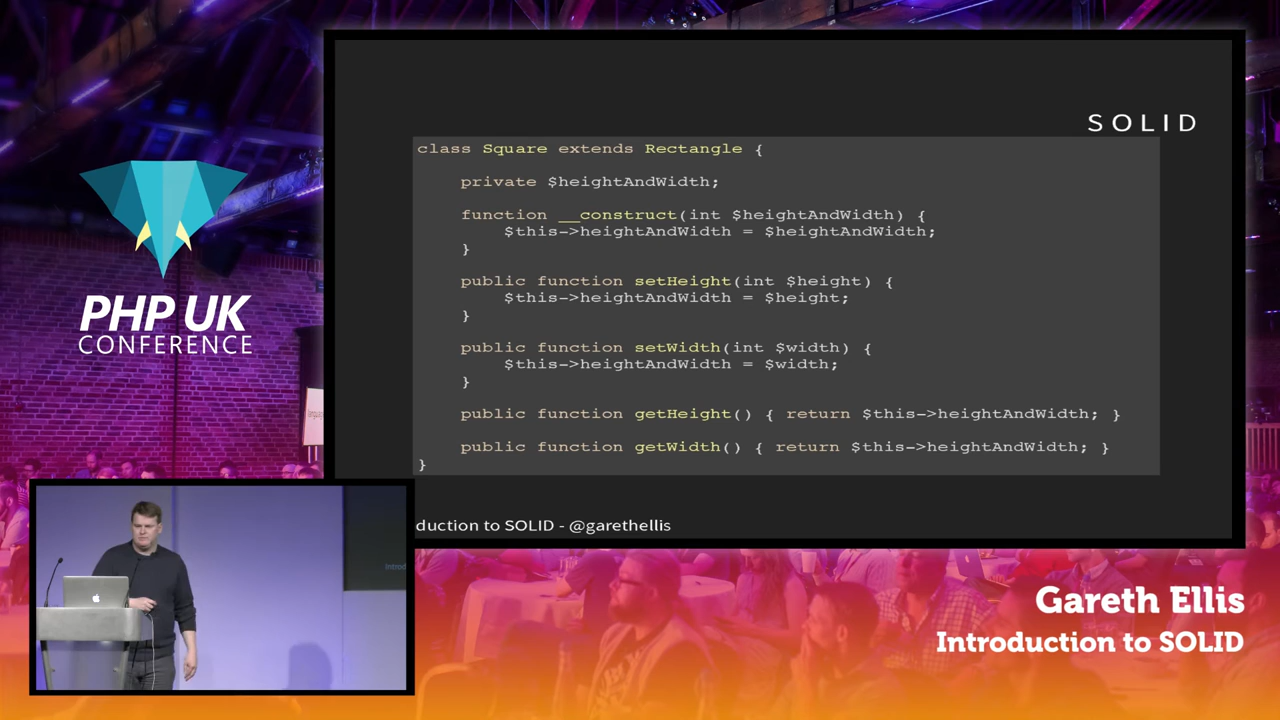 SOLID
class Square extends Rectangle {
private $heightAndWidth;
function __construct(int $heightAndWidth) {
$this->heightAndWidth = $heightAndWidth;
}
public function setHeight(int $height) {
$this->heightAndWidth = $height;
}
public function setWidth(int $width) {
$this->heightAndWidth = $width;
}
public function getHeight() { return $this->heightAndWidth; }
public function getWidth() { return $this->heightAndWidth; }
}
duction to SOLID - @garethellis
PHP UK
CONFERENCE
Introd
Gareth Ellis
Introduction to SOLID